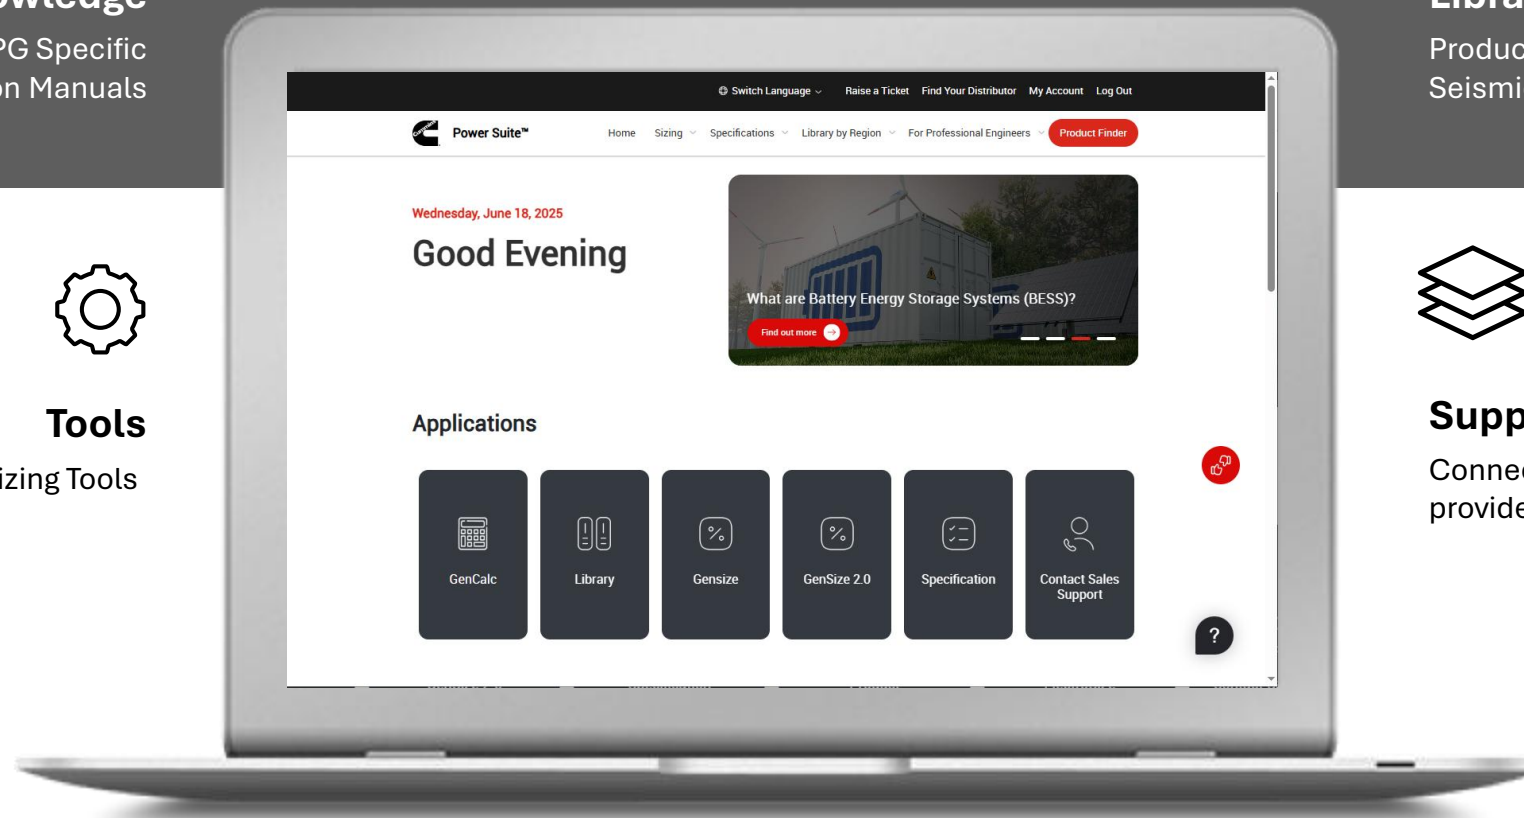 PG Specific
Manuals
Switch Language
Raise a Ticket
Find Your Distributor
My Account
Log Out
Power Suite™
Home
Sizing
Specifications
Library by Region
For Professional Engineers
Product Finder
Wednesday, June 18, 2025
Good Evening
What are Battery Energy Storage Systems (BESS)?
Find out more
Applications
GenCalc
Library
Gensize
GenSize 2.0
Specification
Contact Sales
Support
?
Tools
izing Tools
Produc
Seismi
Supp
Connec
provide